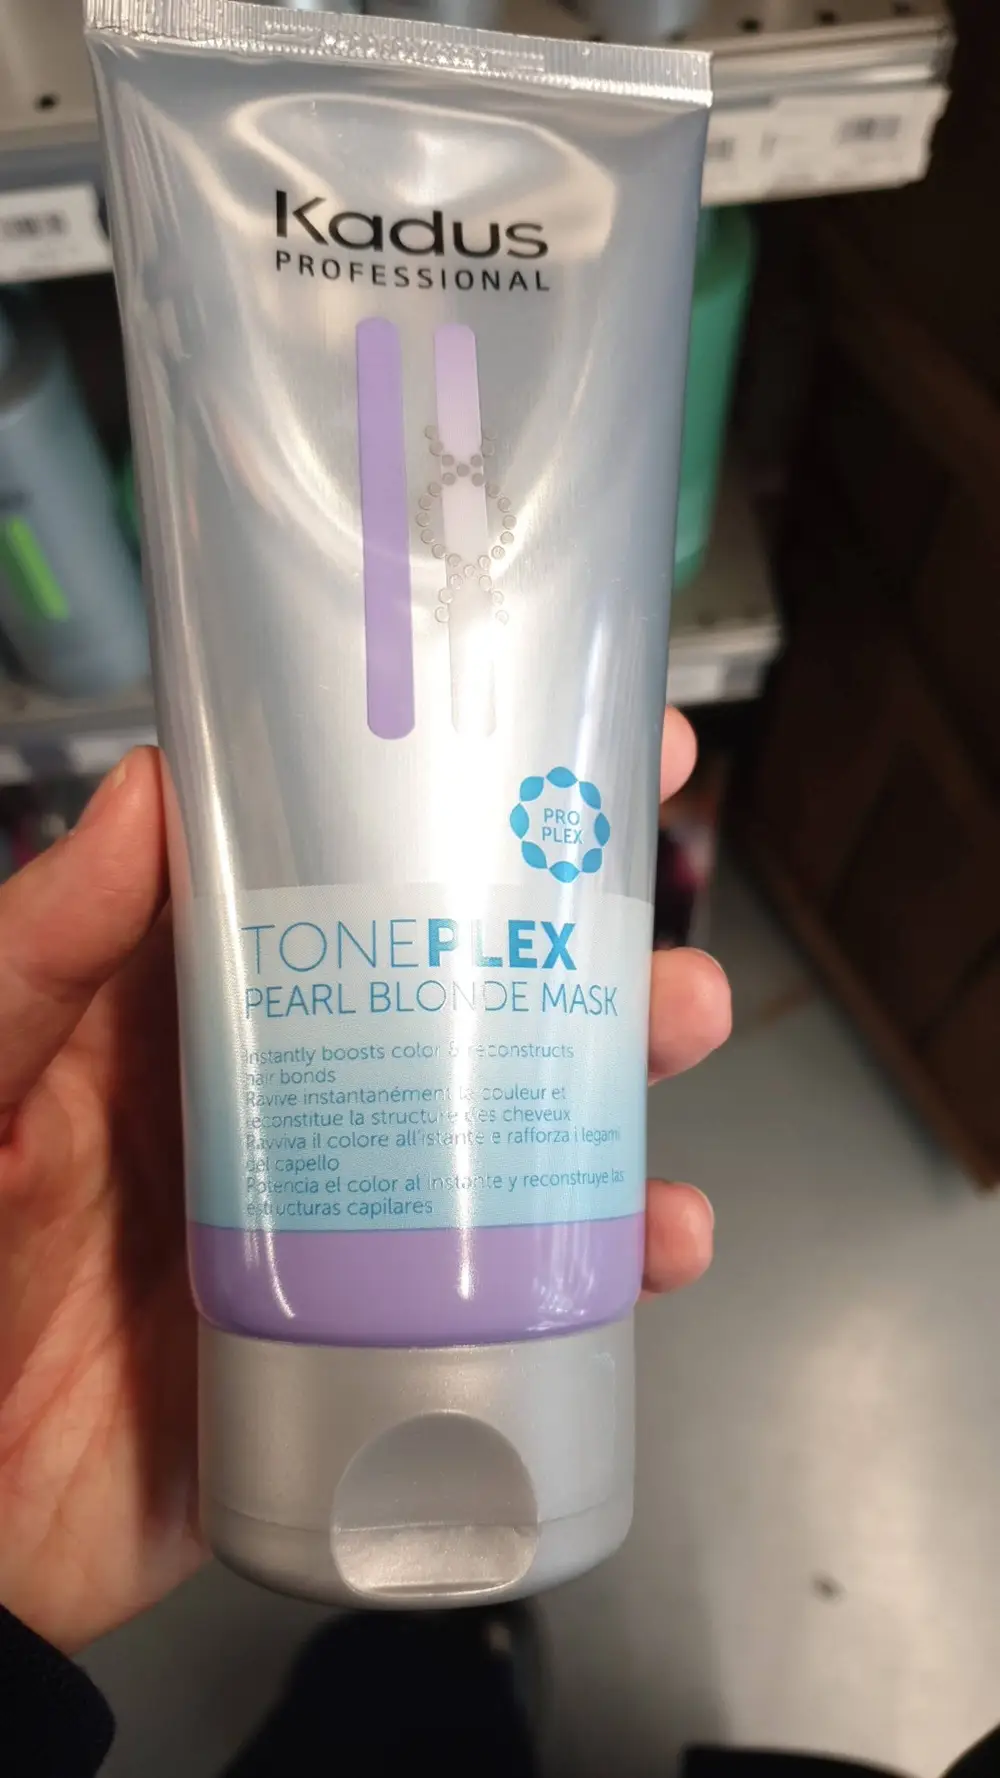 Kadus
PROFESSIONAL
PRO
PLEX
TONEPLEX
PEARL BLONDE MASK
Instantly boosts color & reconstructs
hair bonds
Ravive instantanément la couleur et
reconstitue la structure des cheveux
Ravviva il colore all'istante e rafforza i legami
del capello
Potencia el color al instante y reconstruye las
estructuras capilares